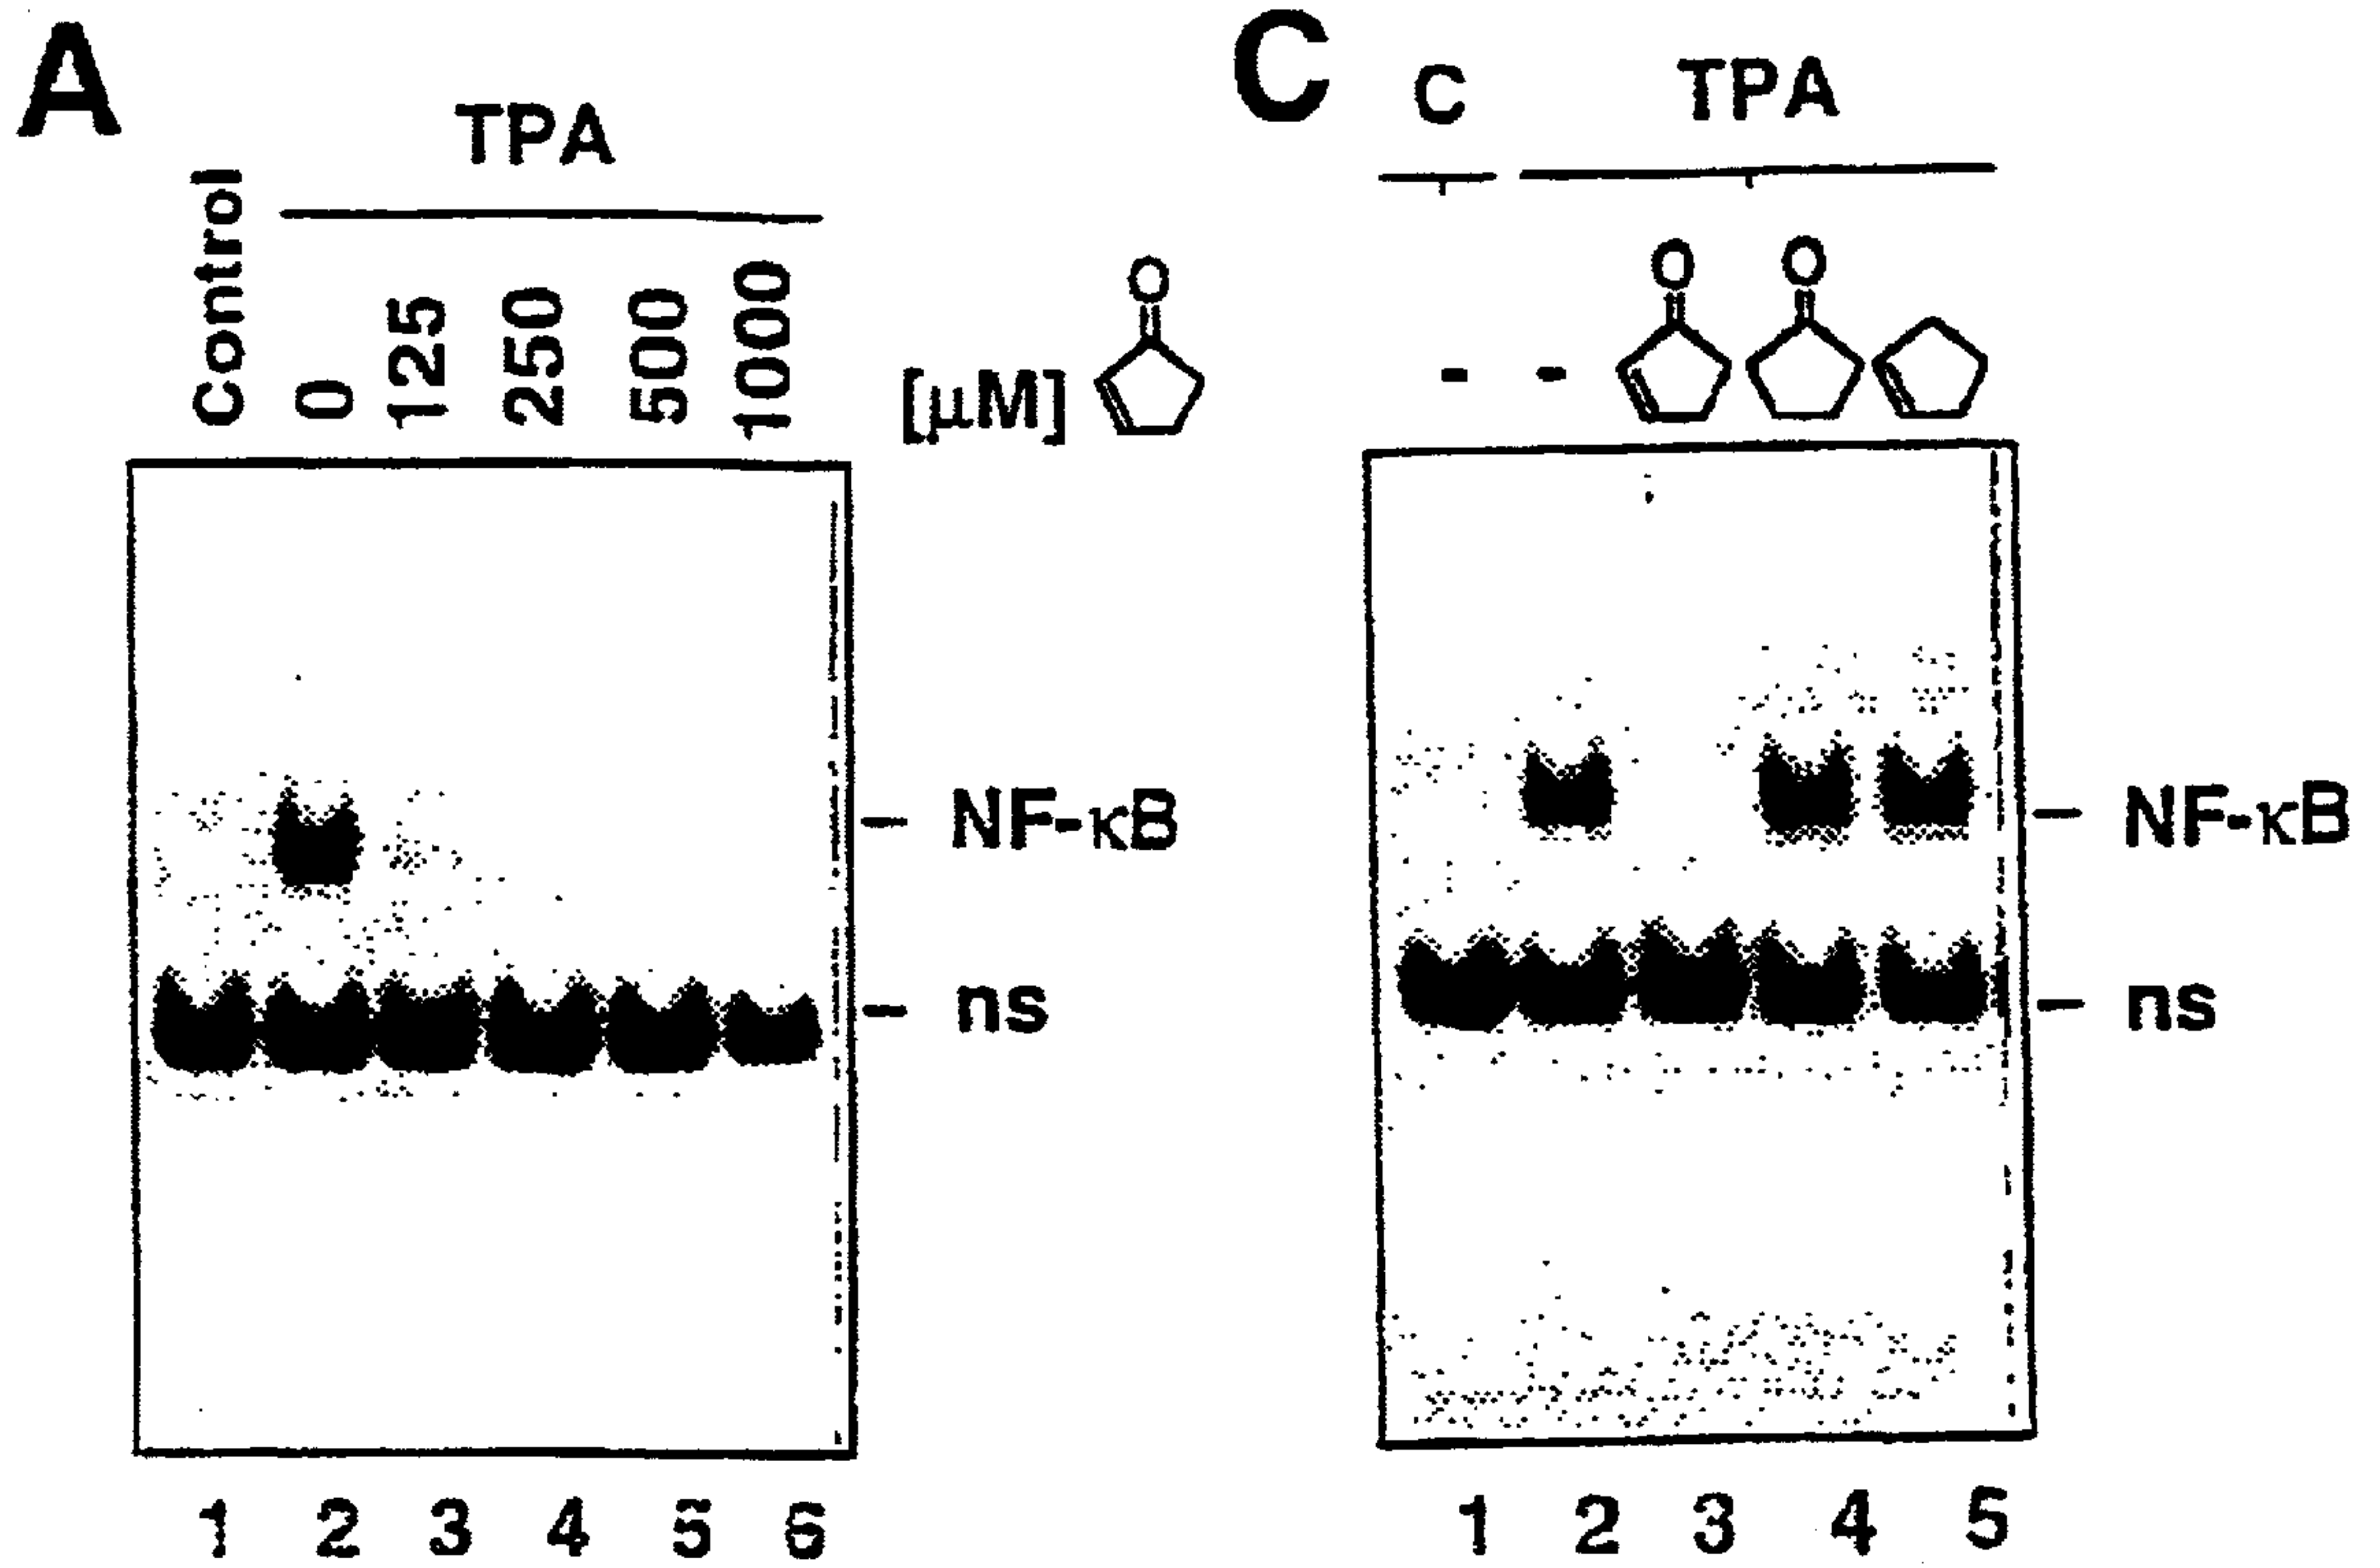 A
TPA
Control 0 125 250 500 1000 [μM] O
NF-κB
ns
1 2 3 4 5 6
C
C TPA
- - O O
NF-κB
ns
1 2 3 4 5